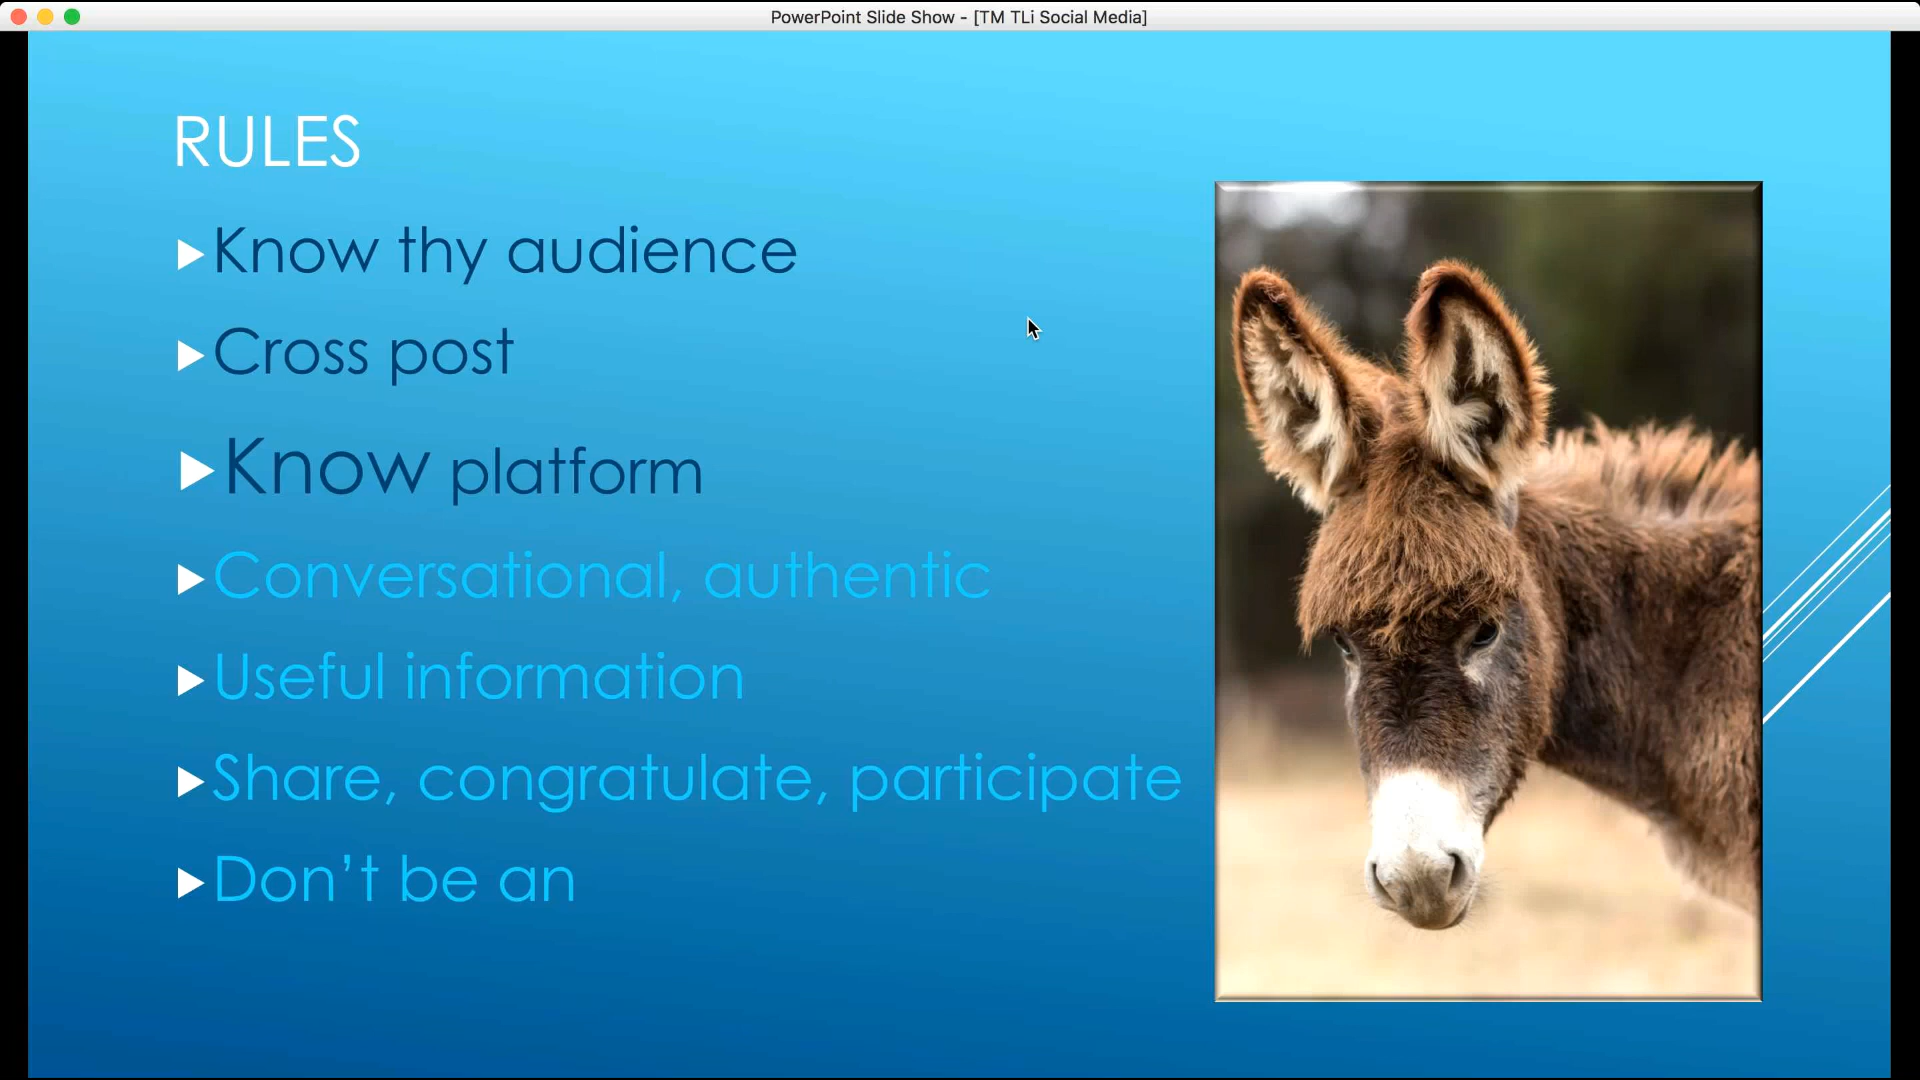 PowerPoint Slide Show - [TM TLi Social Media]
RULES
Know thy audience
Cross post
Know platform
Conversational, authentic
Useful information
Share, congratulate, participate
Don’t be an